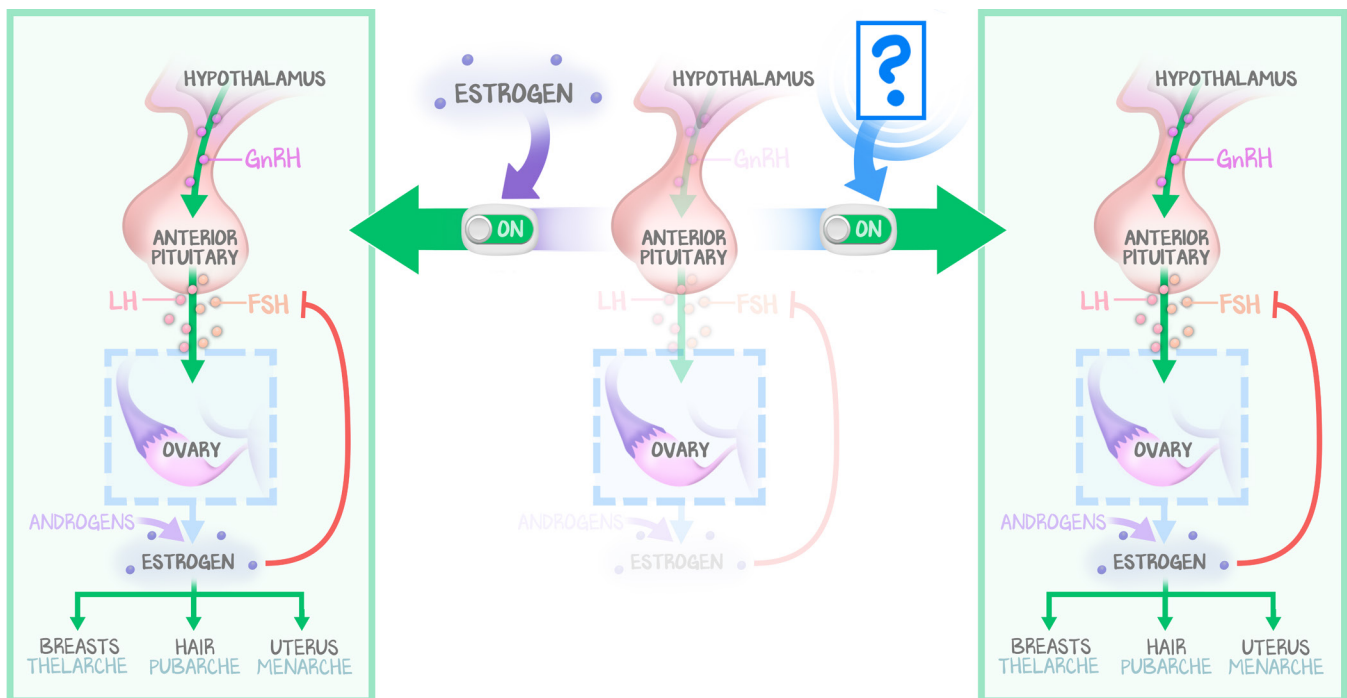 HYPOTHALAMUS
GnRH
ANTERIOR
PITUITARY
LH
FSH
OVARY
ANDROGENS
ESTROGEN
BREASTS
THELARCHE
HAIR
PUBARCHE
UTERUS
MENARCHE
ESTROGEN
ON
HYPOTHALAMUS
GnRH
ANTERIOR
PITUITARY
LH
FSH
OVARY
ANDROGENS
ESTROGEN
?
ON
HYPOTHALAMUS
GnRH
ANTERIOR
PITUITARY
LH
FSH
OVARY
ANDROGENS
ESTROGEN
BREASTS
THELARCHE
HAIR
PUBARCHE
UTERUS
MENARCHE